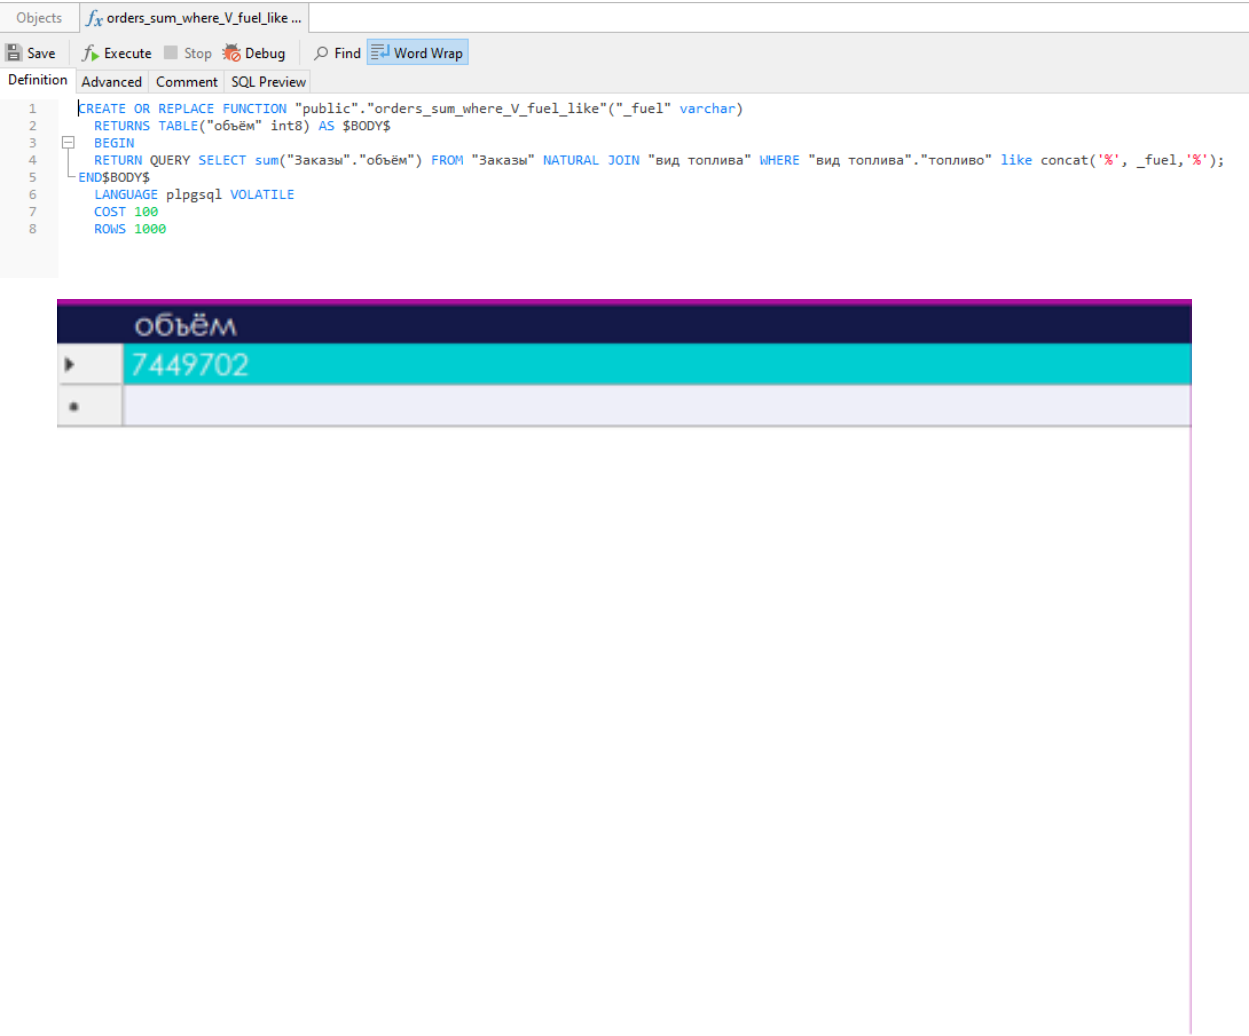 Objects fx orders_sum_where_V_fuel_like ...
Save Execute Stop Debug Find Word Wrap
Definition Advanced Comment SQL Preview
1 CREATE OR REPLACE FUNCTION "public"."orders_sum_where_V_fuel_like"("_fuel" varchar)
2 RETURNS TABLE("объём" int8) AS $BODY$
3 BEGIN
4 RETURN QUERY SELECT sum("Заказы"."объём") FROM "Заказы" NATURAL JOIN "вид топлива" WHERE "вид топлива"."топливо" like concat('%', _fuel,'%');
5 END$BODY$
6 LANGUAGE plpgsql VOLATILE
7 COST 100
8 ROWS 1000
объём
7449702